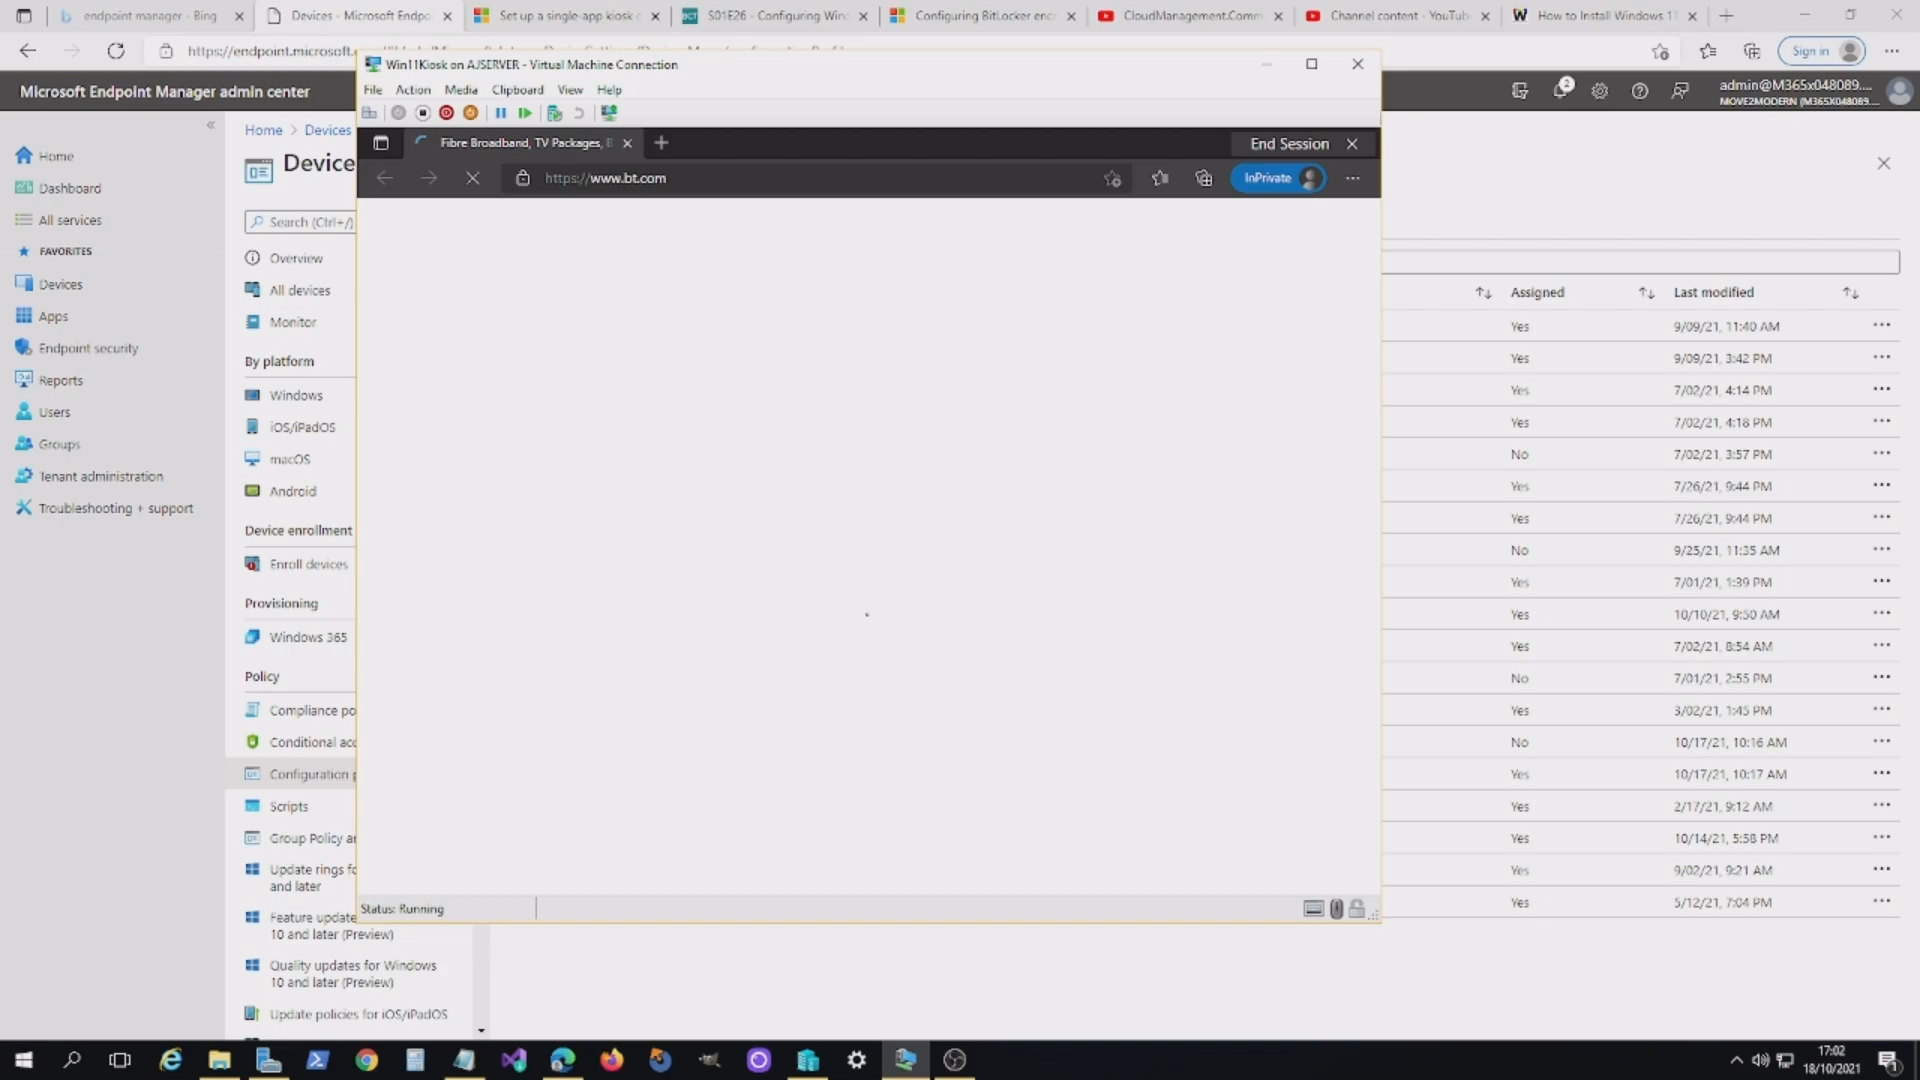 endpoint manager - Bing
Devices - Microsoft Endpo
Set up a single-app kiosk c
S01E26 - Configuring Winc
Configuring BitLocker encr
CloudManagement.Comm
Channel content - YouTub
How to Install Windows 11
https://endpoint.microsoft.e
Sign in
Microsoft Endpoint Manager admin center
2
admin@M365x048089....
MOVE2MODERN (M365X048089....
Home
Dashboard
All services
FAVORITES
Devices
Apps
Endpoint security
Reports
Users
Groups
Tenant administration
Troubleshooting + support
Home > Devices
Device
Search (Ctrl+/)
Overview
All devices
Monitor
By platform
Windows
iOS/iPadOS
macOS
Android
Device enrollment
Enroll devices
Provisioning
Windows 365
Policy
Compliance po
Conditional acc
Configuration p
Scripts
Group Policy an
Update rings fo
and later
Feature update
10 and later (Preview)
Quality updates for Windows
10 and later (Preview)
Update policies for iOS/iPadOS
Win11Kiosk on AJSERVER - Virtual Machine Connection
File Action Media Clipboard View Help
Fibre Broadband, TV Packages, B
End Session
https://www.bt.com
InPrivate
Status: Running
Assigned Last modified
Yes 9/09/21, 11:40 AM
Yes 9/09/21, 3:42 PM
Yes 7/02/21, 4:14 PM
Yes 7/02/21, 4:18 PM
No 7/02/21, 3:57 PM
Yes 7/26/21, 9:44 PM
Yes 7/26/21, 9:44 PM
No 9/25/21, 11:35 AM
Yes 7/01/21, 1:39 PM
Yes 10/10/21, 9:50 AM
Yes 7/02/21, 8:54 AM
No 7/01/21, 2:55 PM
Yes 3/02/21, 1:45 PM
No 10/17/21, 10:16 AM
Yes 10/17/21, 10:17 AM
Yes 2/17/21, 9:12 AM
Yes 10/14/21, 5:58 PM
Yes 9/02/21, 9:21 AM
Yes 5/12/21, 7:04 PM
17:02
18/10/2021
1